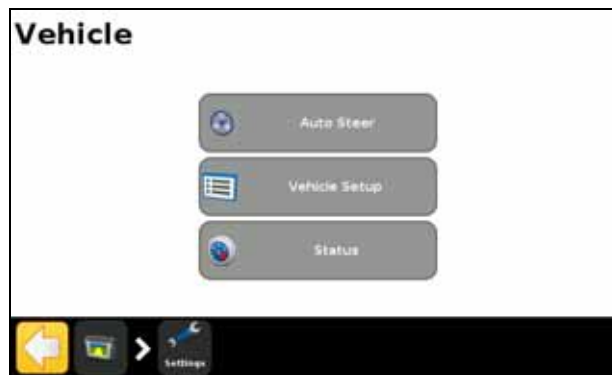 Vehicle
Auto Steer
Vehicle Setup
Status
Settings